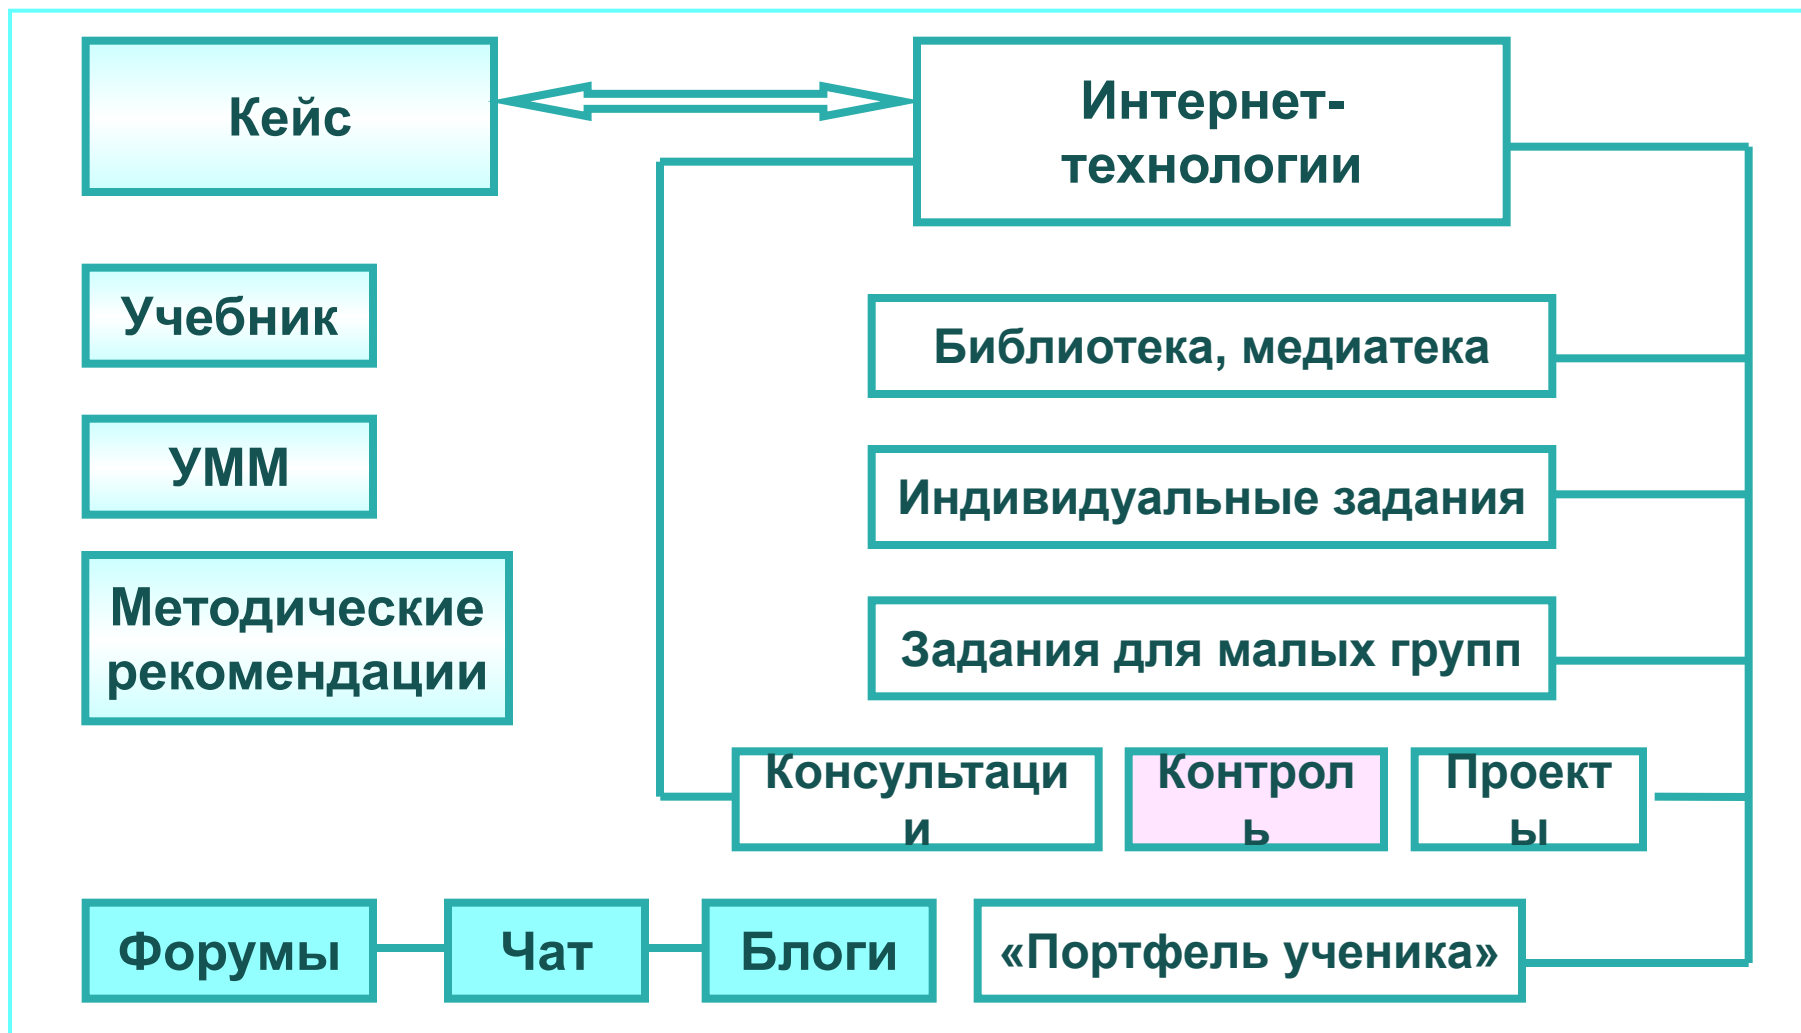 Кейс
Интернет-
технологии
Учебник
Библиотека, медиатека
УММ
Индивидуальные задания
Методические
рекомендации
Задания для малых групп
Консультаци
и
Контрол
ь
Проект
ы
Форумы
Чат
Блоги
«Портфель ученика»